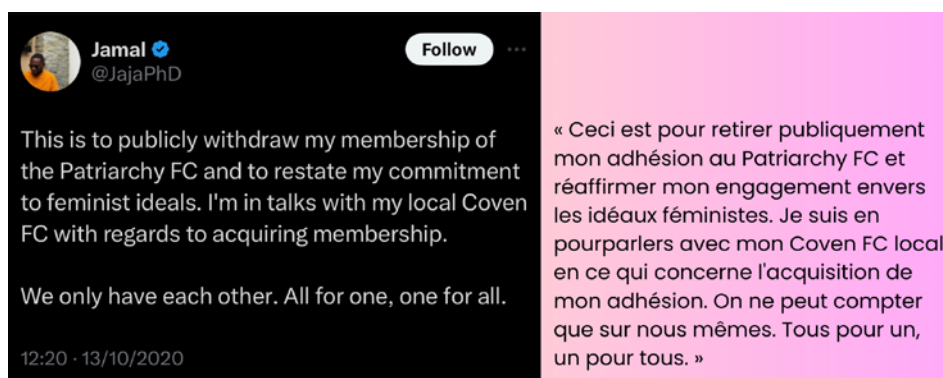 Jamal
@JajaPhD
Follow
This is to publicly withdraw my membership of
the Patriarchy FC and to restate my commitment
to feminist ideals. I'm in talks with my local Coven
FC with regards to acquiring membership.
We only have each other. All for one, one for all.
12:20 · 13/10/2020
« Ceci est pour retirer publiquement
mon adhésion au Patriarchy FC et
réaffirmer mon engagement envers
les idéaux féministes. Je suis en
pourparlers avec mon Coven FC local
en ce qui concerne l'acquisition de
mon adhésion. On ne peut compter
que sur nous mêmes. Tous pour un,
un pour tous. »